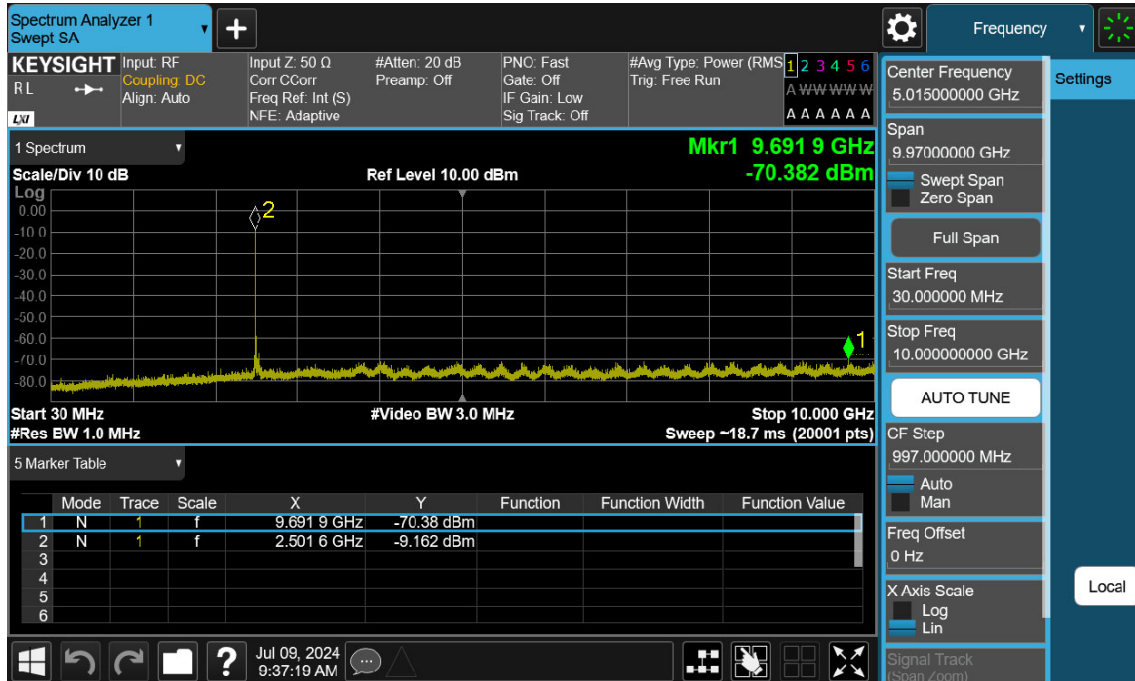 Spectrum Analyzer 1
Swept SA
Frequency
KEYSIGHT
R L
LXI
Input: RF
Coupling: DC
Align: Auto
Input Z: 50 Ω
Corr CCorr
Freq Ref: Int (S)
NFE: Adaptive
#Atten: 20 dB
Preamp: Off
PNO: Fast
Gate: Off
IF Gain: Low
Sig Track: Off
#Avg Type: Power (RMS
Trig: Free Run
1 2 3 4 5 6
A W W W W W
A A A A A A
1 Spectrum
Scale/Div 10 dB
Ref Level 10.00 dBm
Mkr1 9.691 9 GHz
-70.382 dBm
Log
0.00
-10.0
-20.0
-30.0
-40.0
-50.0
-60.0
-70.0
-80.0
2
1
Start 30 MHz
#Res BW 1.0 MHz
#Video BW 3.0 MHz
Stop 10.000 GHz
Sweep ~18.7 ms (20001 pts)
5 Marker Table
Mode Trace Scale X Y Function Function Width Function Value
1 N 1 f 9.691 9 GHz -70.38 dBm
2 N 1 f 2.501 6 GHz -9.162 dBm
3
4
5
6
?
Jul 09, 2024
9:37:19 AM
Center Frequency
5.015000000 GHz
Span
9.97000000 GHz
Swept Span
Zero Span
Full Span
Start Freq
30.000000 MHz
Stop Freq
10.000000000 GHz
AUTO TUNE
CF Step
997.000000 MHz
Auto
Man
Freq Offset
0 Hz
X Axis Scale
Log
Lin
Signal Track
(Span Zoom)
Settings
Local